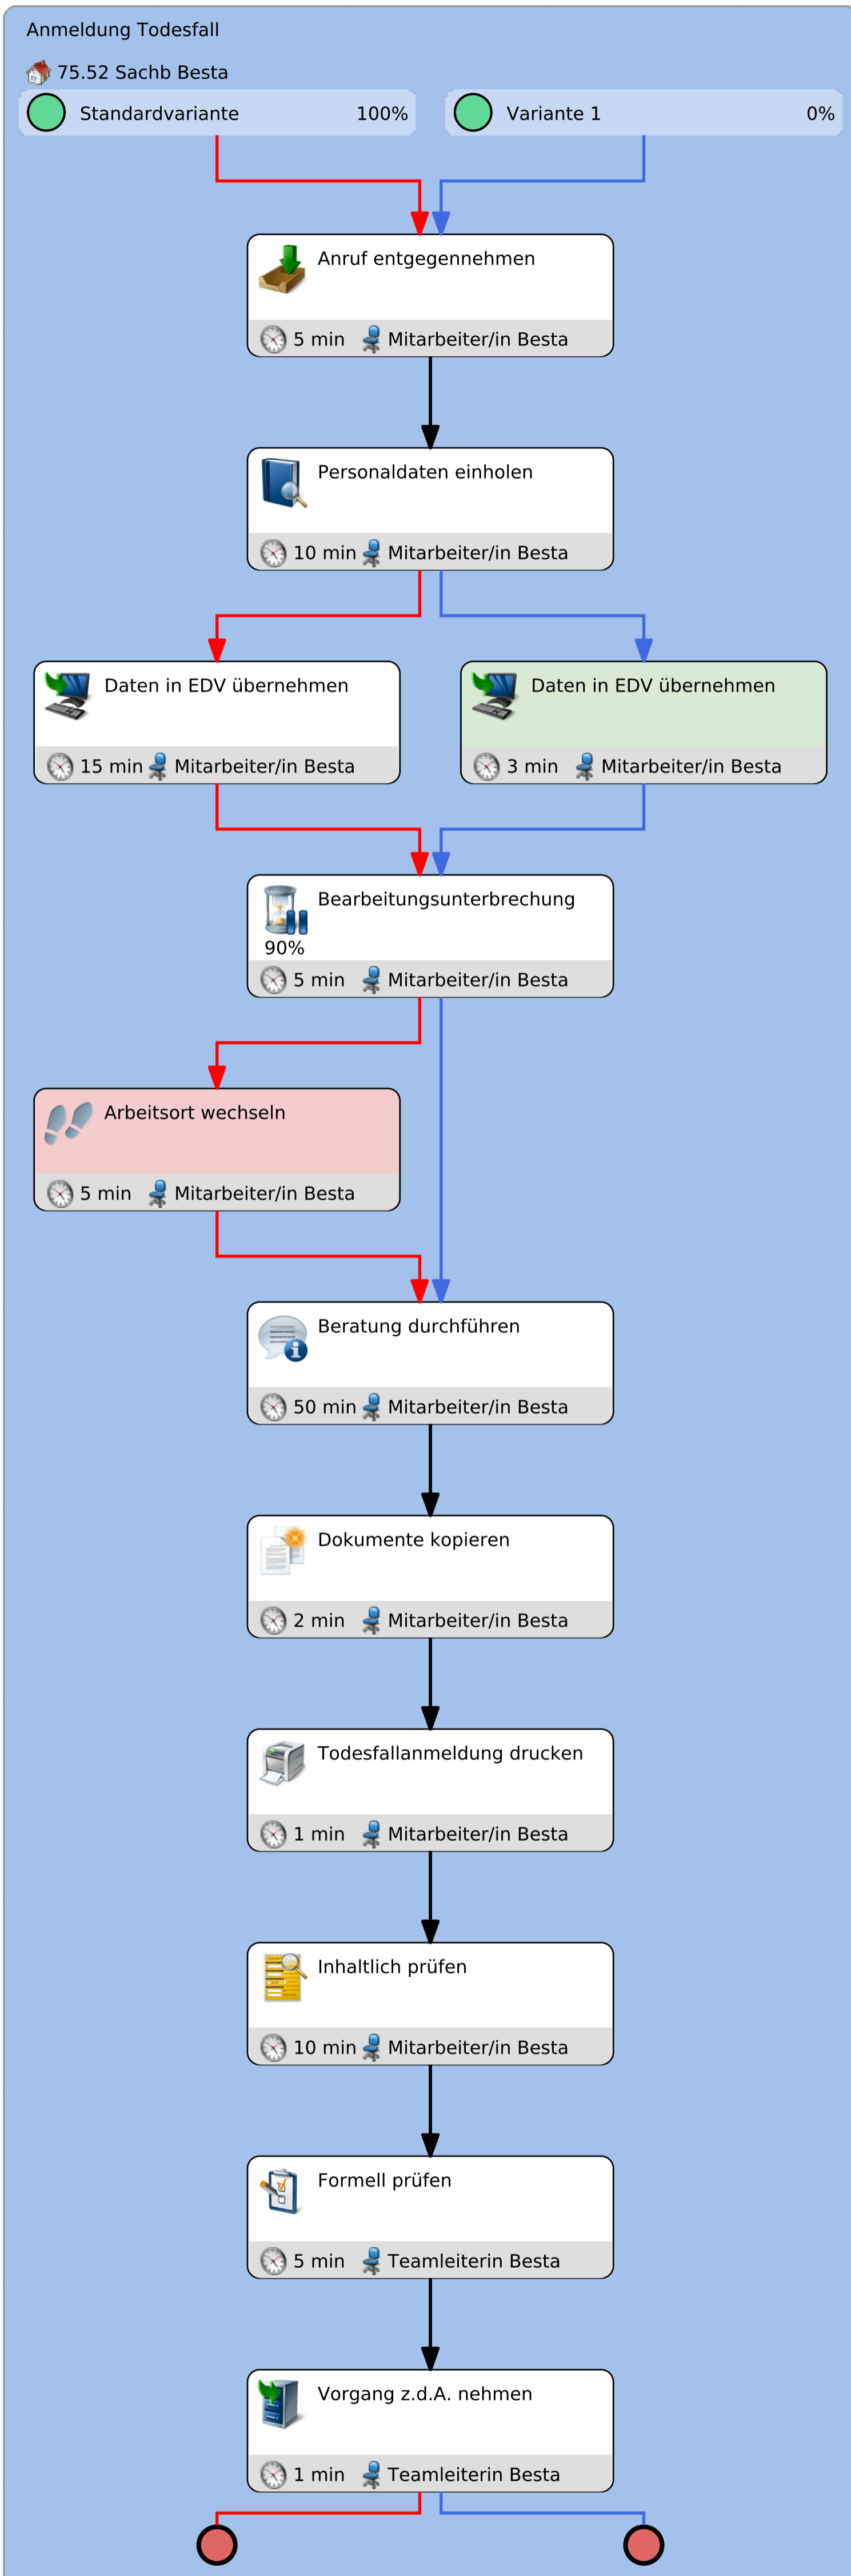 Anmeldung Todesfall
75.52 Sachb Besta
Standardvariante 100%
Variante 1 0%
Anruf entgegennehmen
5 min Mitarbeiter/in Besta
Personaldaten einholen
10 min Mitarbeiter/in Besta
Daten in EDV übernehmen
15 min Mitarbeiter/in Besta
Daten in EDV übernehmen
3 min Mitarbeiter/in Besta
Bearbeitungsunterbrechung
90%
5 min Mitarbeiter/in Besta
Arbeitsort wechseln
5 min Mitarbeiter/in Besta
Beratung durchführen
50 min Mitarbeiter/in Besta
Dokumente kopieren
2 min Mitarbeiter/in Besta
Todesfallanmeldung drucken
1 min Mitarbeiter/in Besta
Inhaltlich prüfen
10 min Mitarbeiter/in Besta
Formell prüfen
5 min Teamleiterin Besta
Vorgang z.d.A. nehmen
1 min Teamleiterin Besta